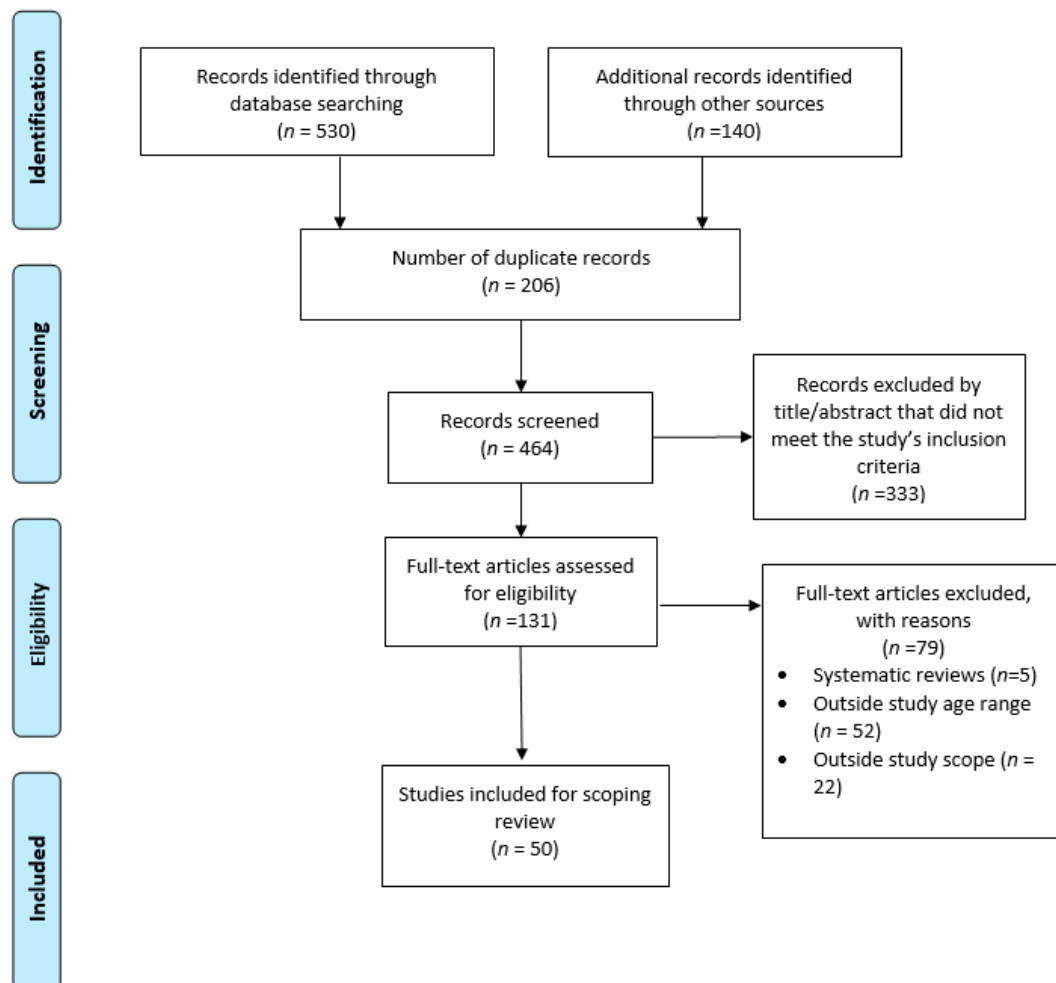 Identification
Records identified through
database searching
(n = 530)
Additional records identified
through other sources
(n =140)
Number of duplicate records
(n = 206)
Screening
Records screened
(n = 464)
Records excluded by
title/abstract that did not
meet the study’s inclusion
criteria
(n =333)
Eligibility
Full-text articles assessed
for eligibility
(n =131)
Full-text articles excluded,
with reasons
(n =79)
• Systematic reviews (n=5)
• Outside study age range
(n = 52)
• Outside study scope (n =
22)
Included
Studies included for scoping
review
(n = 50)